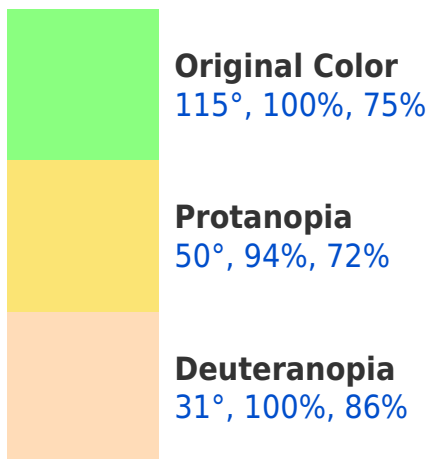 Original Color
115°, 100%, 75%
Protanopia
50°, 94%, 72%
Deuteranopia
31°, 100%, 86%